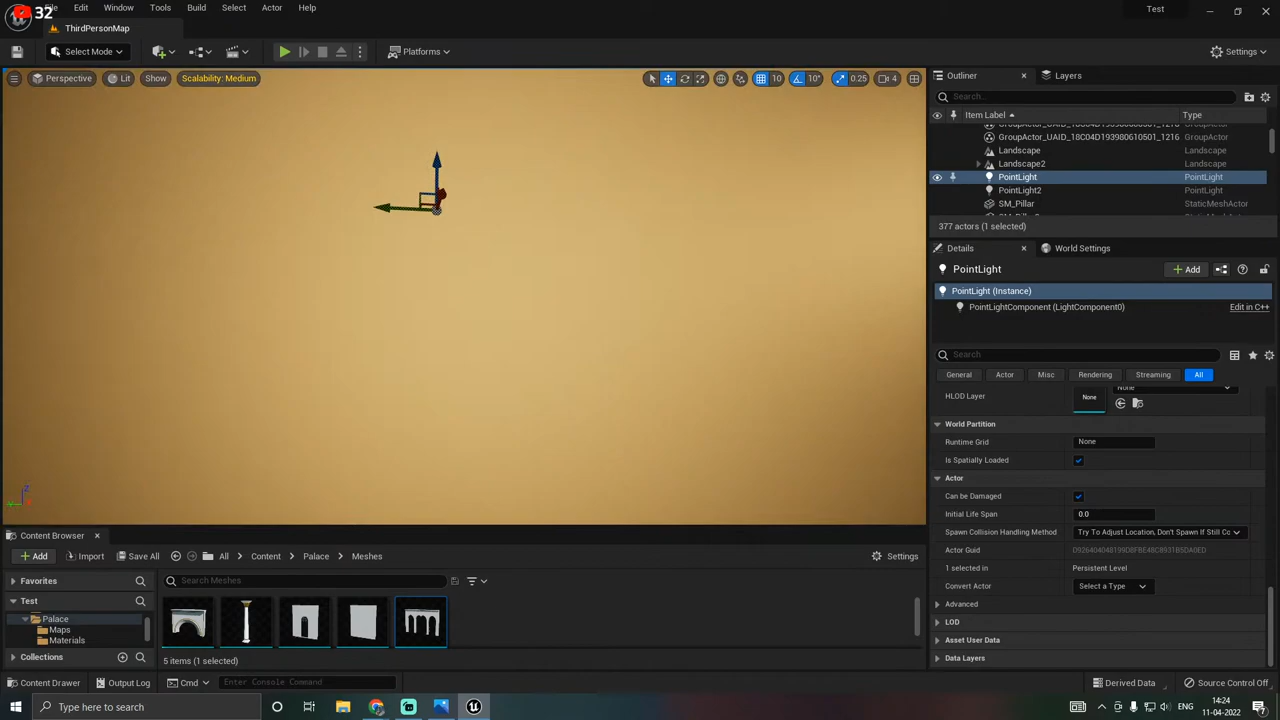 32
File Window Tools Build Select Actor Help
Test
ThirdPersonMap
Select Mode
Platforms
Settings
Perspective Lit Show Scalability: Medium
10 10° 0.25 4
Outliner Layers
Search...
Item Label Type
GroupActor_UAID_18C04D193980610501_1216 GroupActor
GroupActor_UAID_18C04D193980610501_1216 GroupActor
Landscape Landscape
Landscape2 Landscape
PointLight PointLight
PointLight2 PointLight
SM_Pillar StaticMeshActor
377 actors (1 selected)
Details World Settings
PointLight
Add
PointLight (Instance)
PointLightComponent (LightComponent0) Edit in C++
Search
General Actor Misc Rendering Streaming All
HLOD Layer None None
World Partition
Runtime Grid None
Is Spatially Loaded
Actor
Can be Damaged
Initial Life Span 0.0
Spawn Collision Handling Method Try To Adjust Location, Don't Spawn If Still Co
Actor Guid
1 selected in Persistent Level
Convert Actor Select a Type
Advanced
LOD
Asset User Data
Data Layers
Content Browser
Add Import Save All All Content Palace Meshes Settings
Favorites
Search Meshes
Test
Palace
Maps
Materials
Collections
5 items (1 selected)
Content Drawer Output Log Cmd Enter Console Command Derived Data Source Control Off
Type here to search
ENG
14:24
11-04-2022